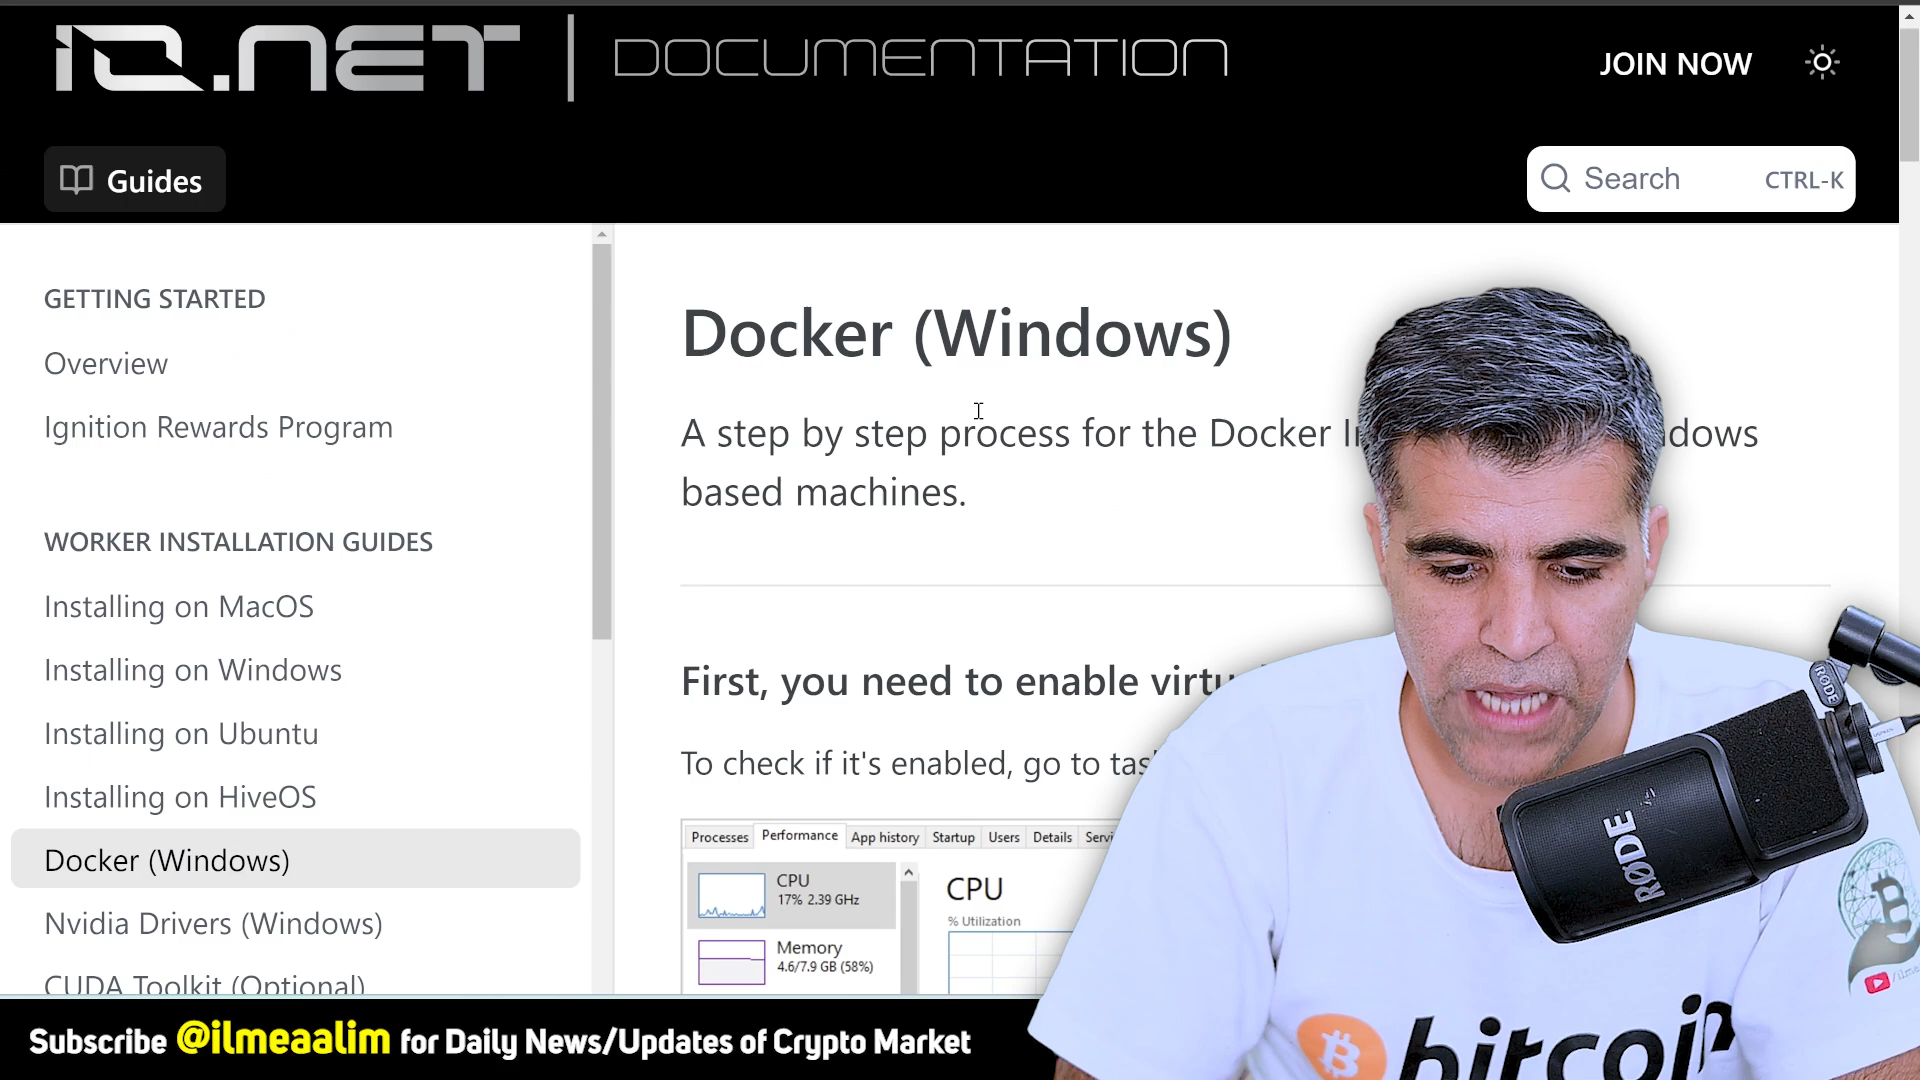 io.net | DOCUMENTATION
JOIN NOW
Guides
Search CTRL-K
GETTING STARTED
Overview
Ignition Rewards Program
WORKER INSTALLATION GUIDES
Installing on MacOS
Installing on Windows
Installing on Ubuntu
Installing on HiveOS
Docker (Windows)
Nvidia Drivers (Windows)
CUDA Toolkit (Optional)
Docker (Windows)
A step by step process for the Docker
based machines.
First, you need to enable
To check if it's enabled, go to
Processes Performance App history Startup Users Details
CPU
17% 2.39 GHz
Memory
4.6/7.9 GB (58%)
CPU
% Utilization
RODE
RØDE
bitcoin
Subscribe @ilmeaalim for Daily News/Updates of Crypto Market